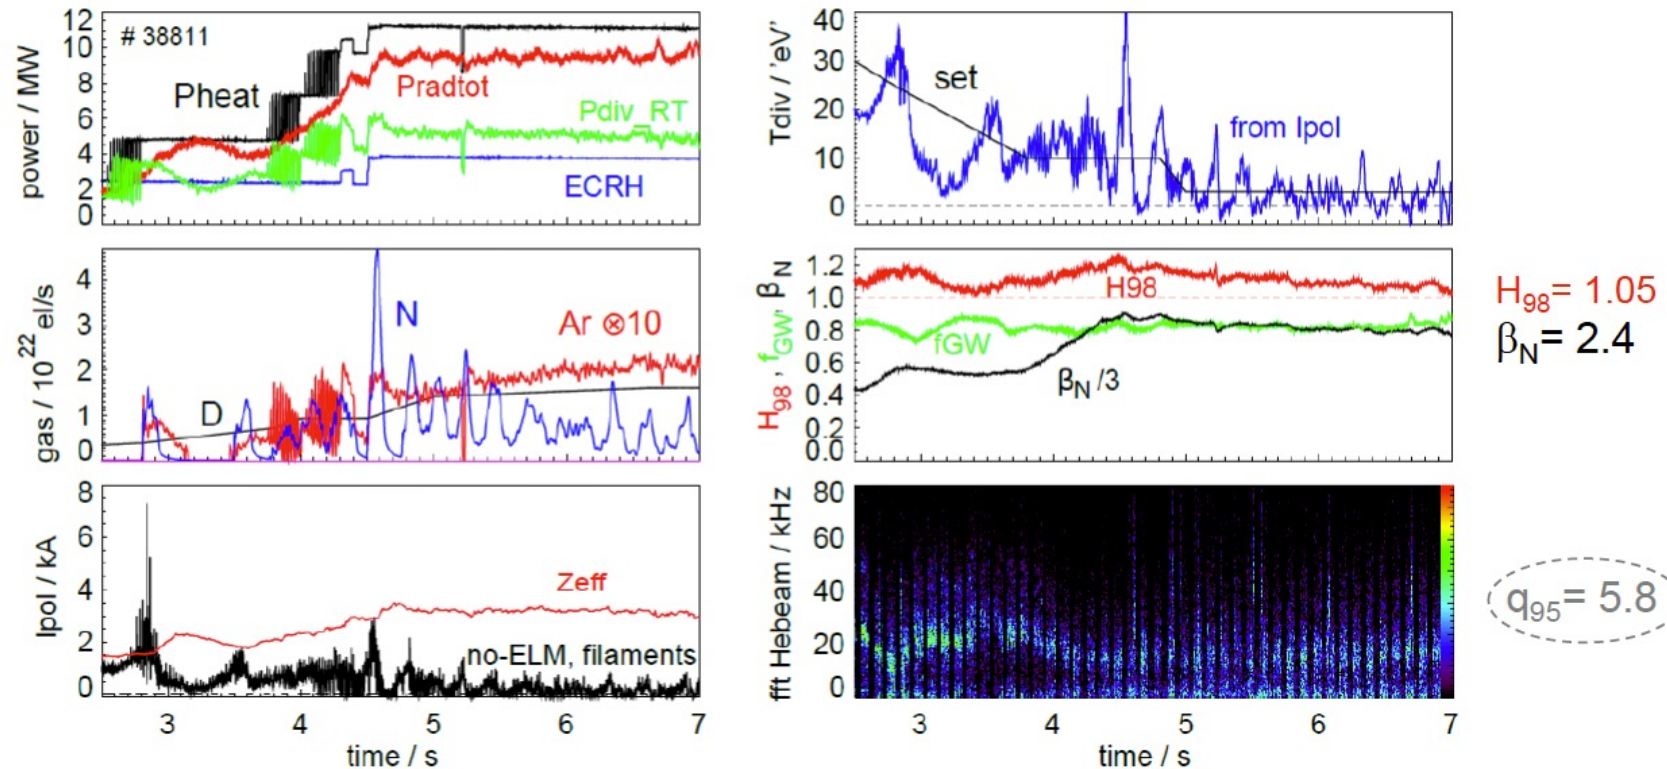 12
10
8
6
4
2
0
power / MW
# 38811
Pheat
Pradtot
Pdiv_RT
ECRH
40
30
20
10
0
Tdiv / 'eV'
set
from Ipol
4
3
2
1
0
gas / 10²² el/s
D
N
Ar ⊗10
1.2
1.0
0.8
0.6
0.4
0.2
0.0
H₉₈ , fGW, βN
H98
fGW
βN /3
H₉₈= 1.05
βN= 2.4
8
6
4
2
0
Ipol / kA
Zeff
no-ELM, filaments
3 4 5 6 7
time / s
80
60
40
20
0
fft Hebeam / kHz
3 4 5 6 7
time / s
q₉₅= 5.8